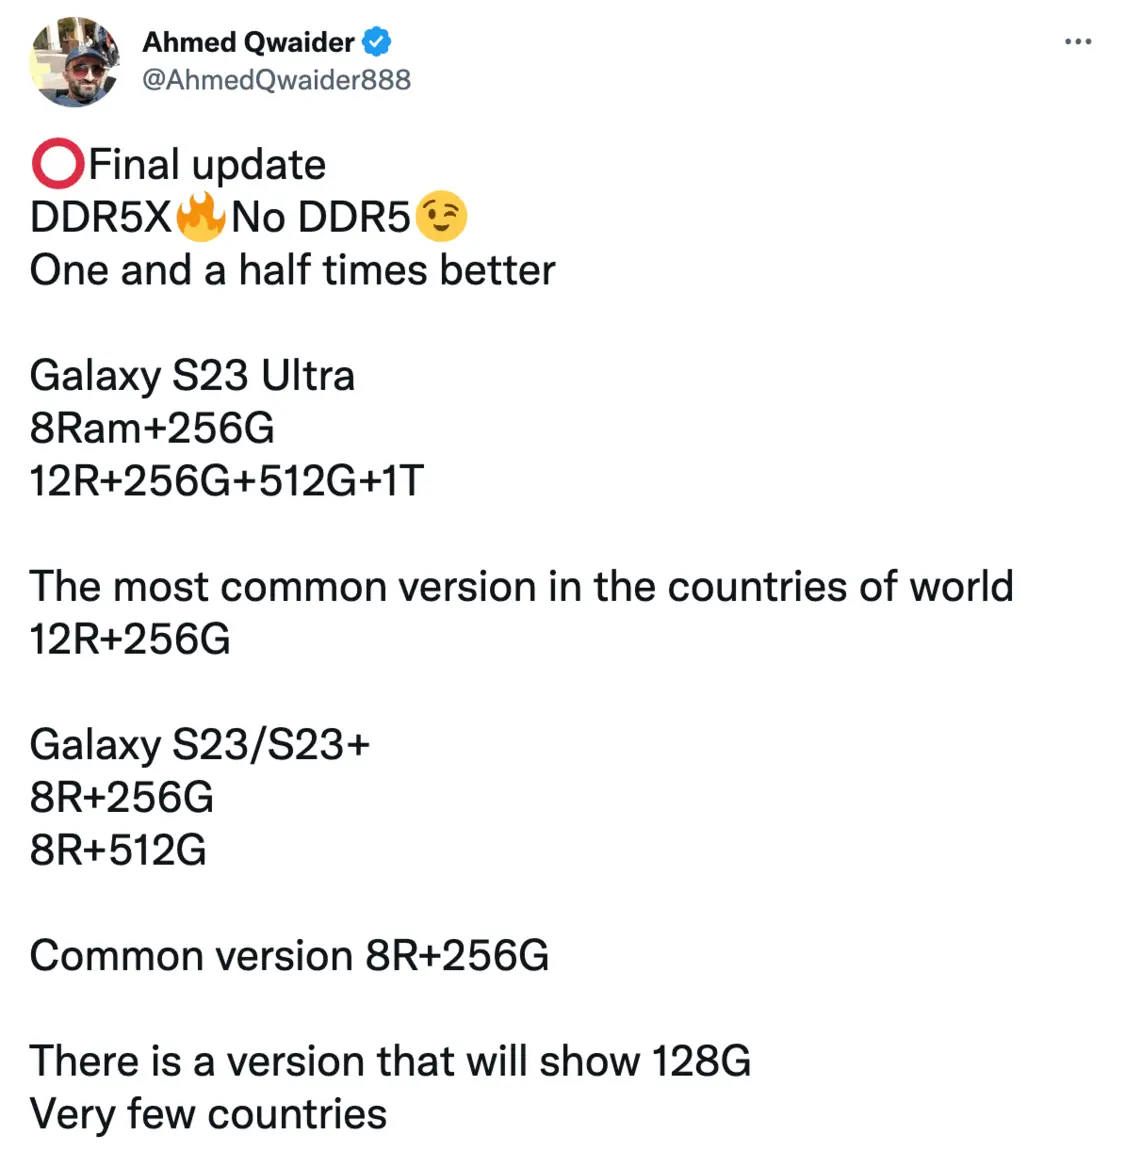 Ahmed Qwaider
@AhmedQwaider888
⭕Final update
DDR5X🔥No DDR5😉
One and a half times better
Galaxy S23 Ultra
8Ram+256G
12R+256G+512G+1T
The most common version in the countries of world
12R+256G
Galaxy S23/S23+
8R+256G
8R+512G
Common version 8R+256G
There is a version that will show 128G
Very few countries